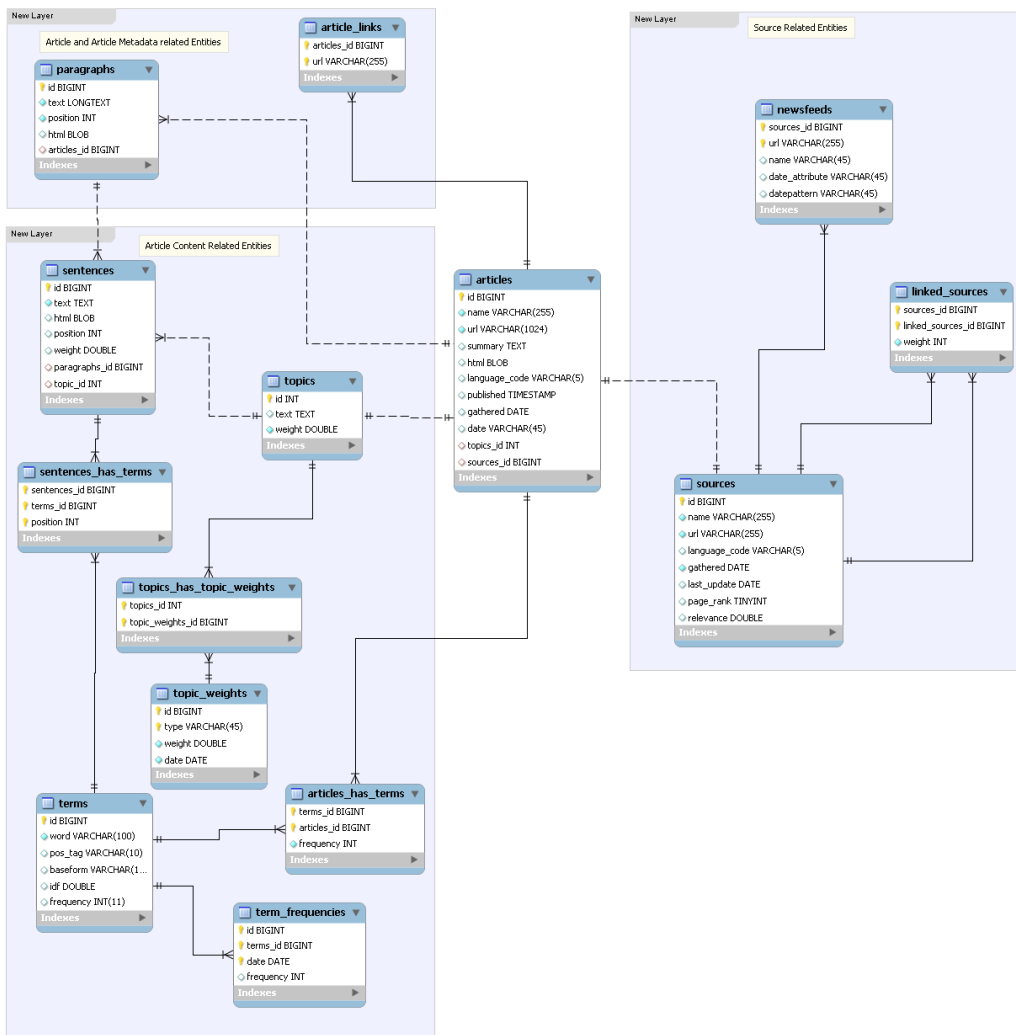 New Layer
Article and Article Metadata related Entities
article_links
articles_id BIGINT
url VARCHAR(255)
Indexes
paragraphs
id BIGINT
text LONGTEXT
position INT
html BLOB
articles_id BIGINT
Indexes
New Layer
Source Related Entities
newsfeeds
sources_id BIGINT
url VARCHAR(255)
name VARCHAR(45)
date_attribute VARCHAR(45)
datepattern VARCHAR(45)
Indexes
linked_sources
sources_id BIGINT
linked_sources_id BIGINT
weight INT
Indexes
sources
id BIGINT
name VARCHAR(255)
url VARCHAR(255)
language_code VARCHAR(5)
gathered DATE
last_update DATE
page_rank TINYINT
relevance DOUBLE
Indexes
articles
id BIGINT
name VARCHAR(255)
url VARCHAR(1024)
summary TEXT
html BLOB
language_code VARCHAR(5)
published TIMESTAMP
gathered DATE
date VARCHAR(45)
topics_id INT
sources_id BIGINT
Indexes
New Layer
Article Content Related Entities
sentences
id BIGINT
text TEXT
html BLOB
position INT
weight DOUBLE
paragraphs_id BIGINT
topic_id INT
Indexes
topics
id INT
text TEXT
weight DOUBLE
Indexes
sentences_has_terms
sentences_id BIGINT
terms_id BIGINT
position INT
Indexes
topics_has_topic_weights
topics_id INT
topic_weights_id BIGINT
Indexes
topic_weights
id BIGINT
type VARCHAR(45)
weight DOUBLE
date DATE
Indexes
terms
id BIGINT
word VARCHAR(100)
pos_tag VARCHAR(10)
baseform VARCHAR(1...
idf DOUBLE
frequency INT(11)
Indexes
articles_has_terms
terms_id BIGINT
articles_id BIGINT
frequency INT
Indexes
term_frequencies
id BIGINT
terms_id BIGINT
date DATE
frequency INT
Indexes